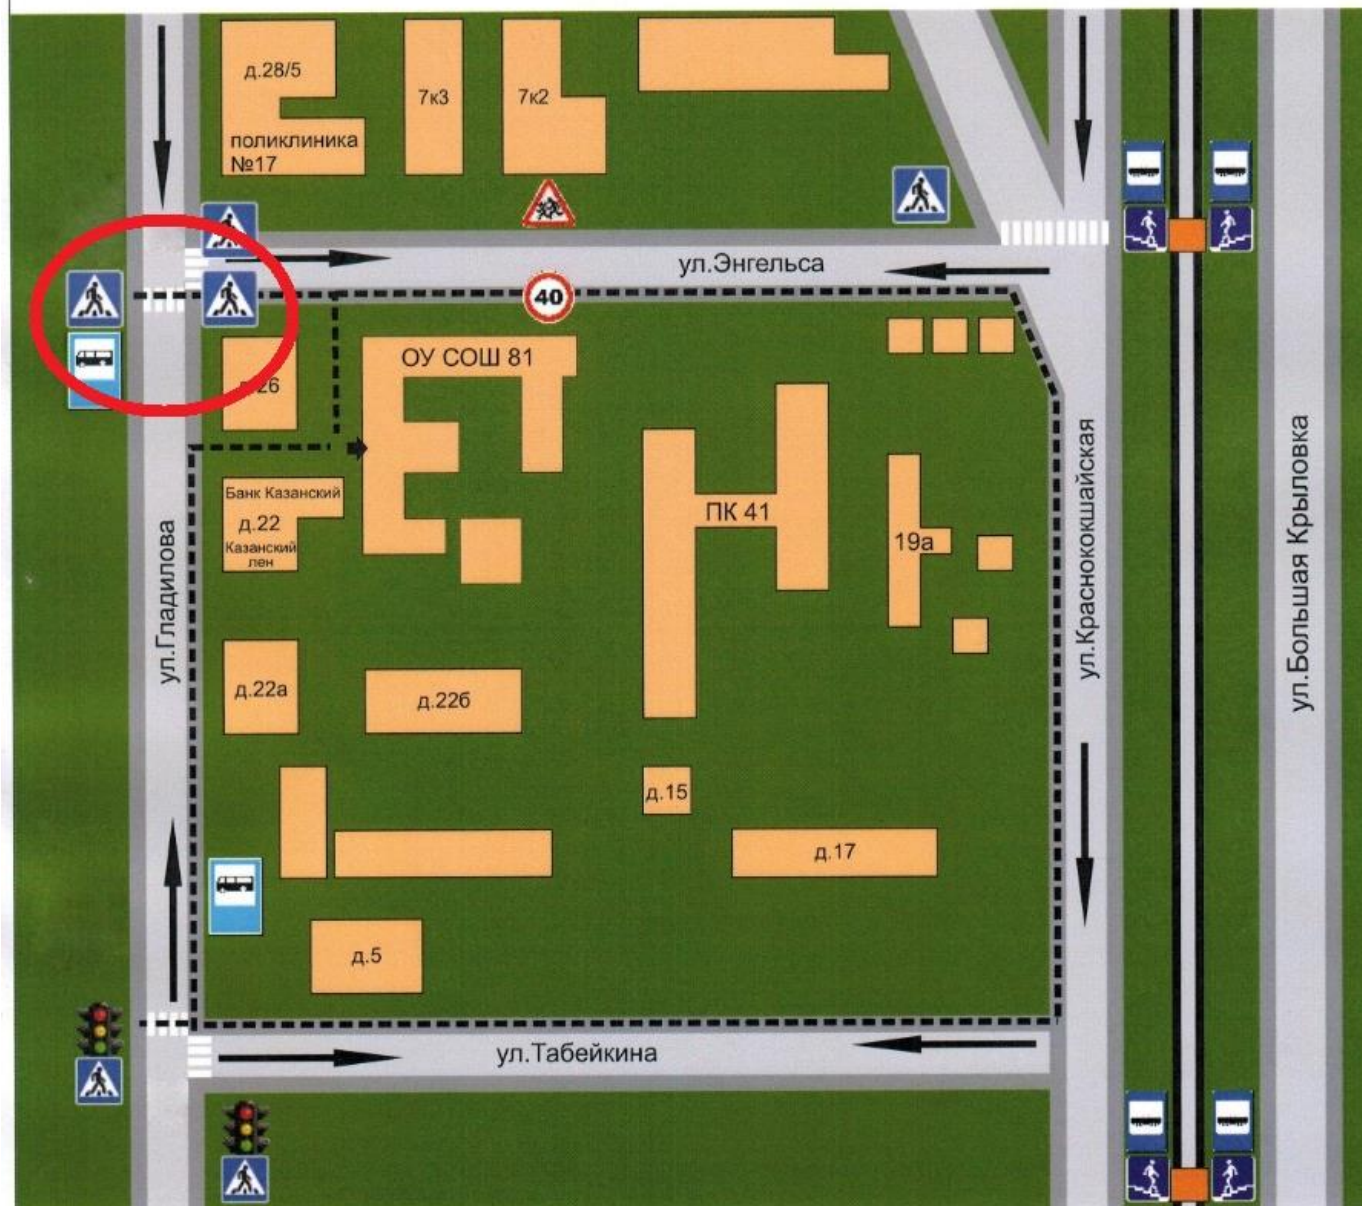 д.28/5
7к3
7к2
поликлиника
№17
ул.Энгельса
40
ОУ СОШ 81
д.26
Банк Казанский
д.22
Казанский
лен
ПК 41
19а
ул.Гладилова
ул.Краснококшайская
ул.Большая Крыловка
д.22а
д.22б
д.15
д.17
д.5
ул.Табейкина